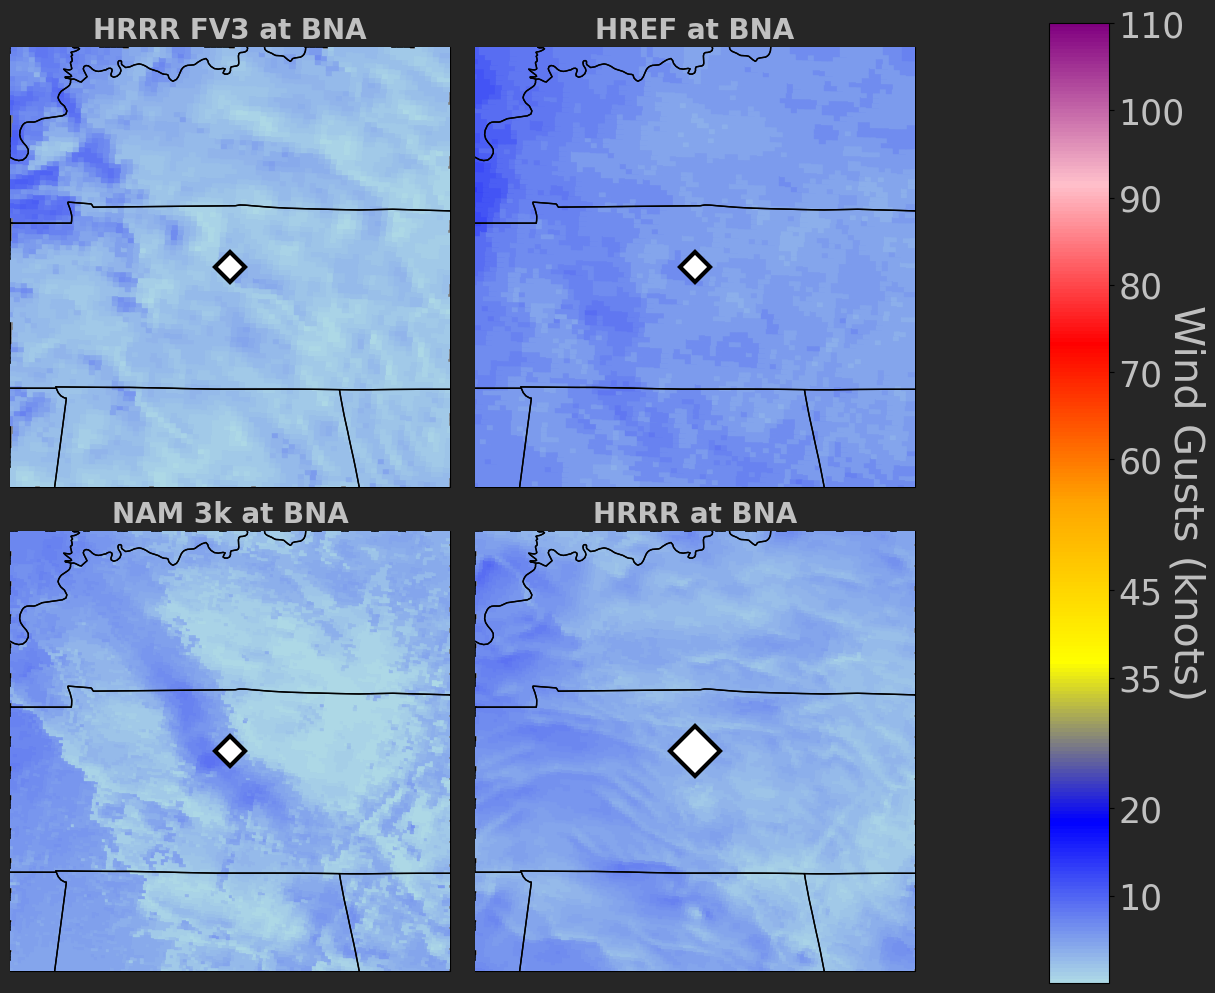 HRRR FV3 at BNA
HREF at BNA
NAM 3k at BNA
HRRR at BNA
110
100
90
80
70
60
45
35
20
10
Wind Gusts (knots)